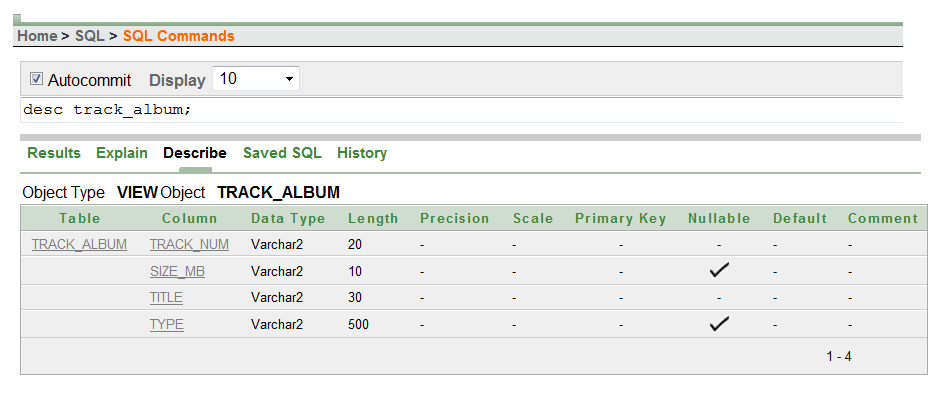 Home > SQL > SQL Commands
Autocommit Display 10
desc track_album;
Results Explain Describe Saved SQL History
Object Type VIEW Object TRACK_ALBUM
Table Column Data Type Length Precision Scale Primary Key Nullable Default Comment
TRACK_ALBUM TRACK_NUM Varchar2 20 - - - - - -
SIZE_MB Varchar2 10 - - - ✓ - -
TITLE Varchar2 30 - - - - - -
TYPE Varchar2 500 - - - ✓ - -
1 - 4